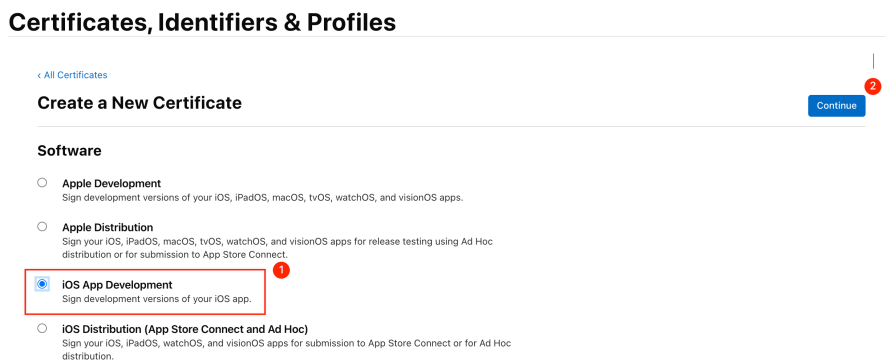 Certificates, Identifiers & Profiles
‹ All Certificates
2
Create a New Certificate
Continue
Software
Apple Development
Sign development versions of your iOS, iPadOS, macOS, tvOS, watchOS, and visionOS apps.
Apple Distribution
Sign your iOS, iPadOS, macOS, tvOS, watchOS, and visionOS apps for release testing using Ad Hoc
distribution or for submission to App Store Connect.
1
iOS App Development
Sign development versions of your iOS app.
iOS Distribution (App Store Connect and Ad Hoc)
Sign your iOS, iPadOS, watchOS, and visionOS apps for submission to App Store Connect or for Ad Hoc
distribution.